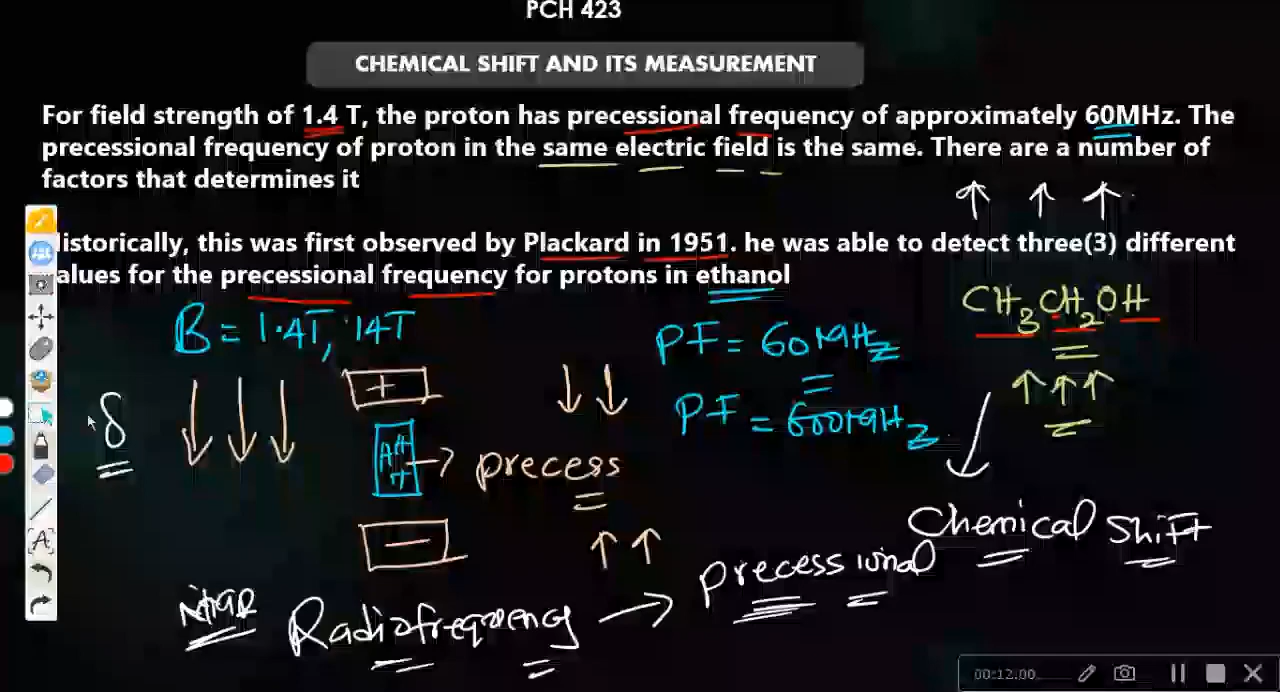 PCH 423
CHEMICAL SHIFT AND ITS MEASUREMENT
For field strength of 1.4 T, the proton has precessional frequency of approximately 60MHz. The
precessional frequency of proton in the same electric field is the same. There are a number of
factors that determines it
istorically, this was first observed by Plackard in 1951. he was able to detect three(3) different
alues for the precessional frequency for protons in ethanol
CH3CH2OH
B = 1.4T, 14T
PF = 60MHz
+
PF = 600MHz
δ
→ precess
−
Chemical Shift
precessional
NMR Radiofrequency →
A
00:12:00